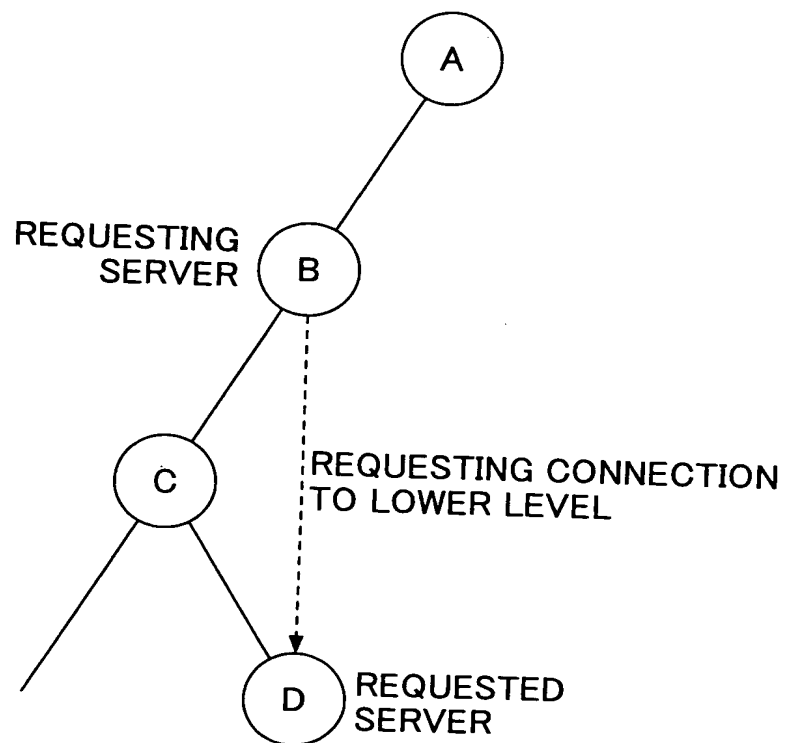 A
REQUESTING
SERVER
B
C
REQUESTING CONNECTION
TO LOWER LEVEL
D
REQUESTED
SERVER